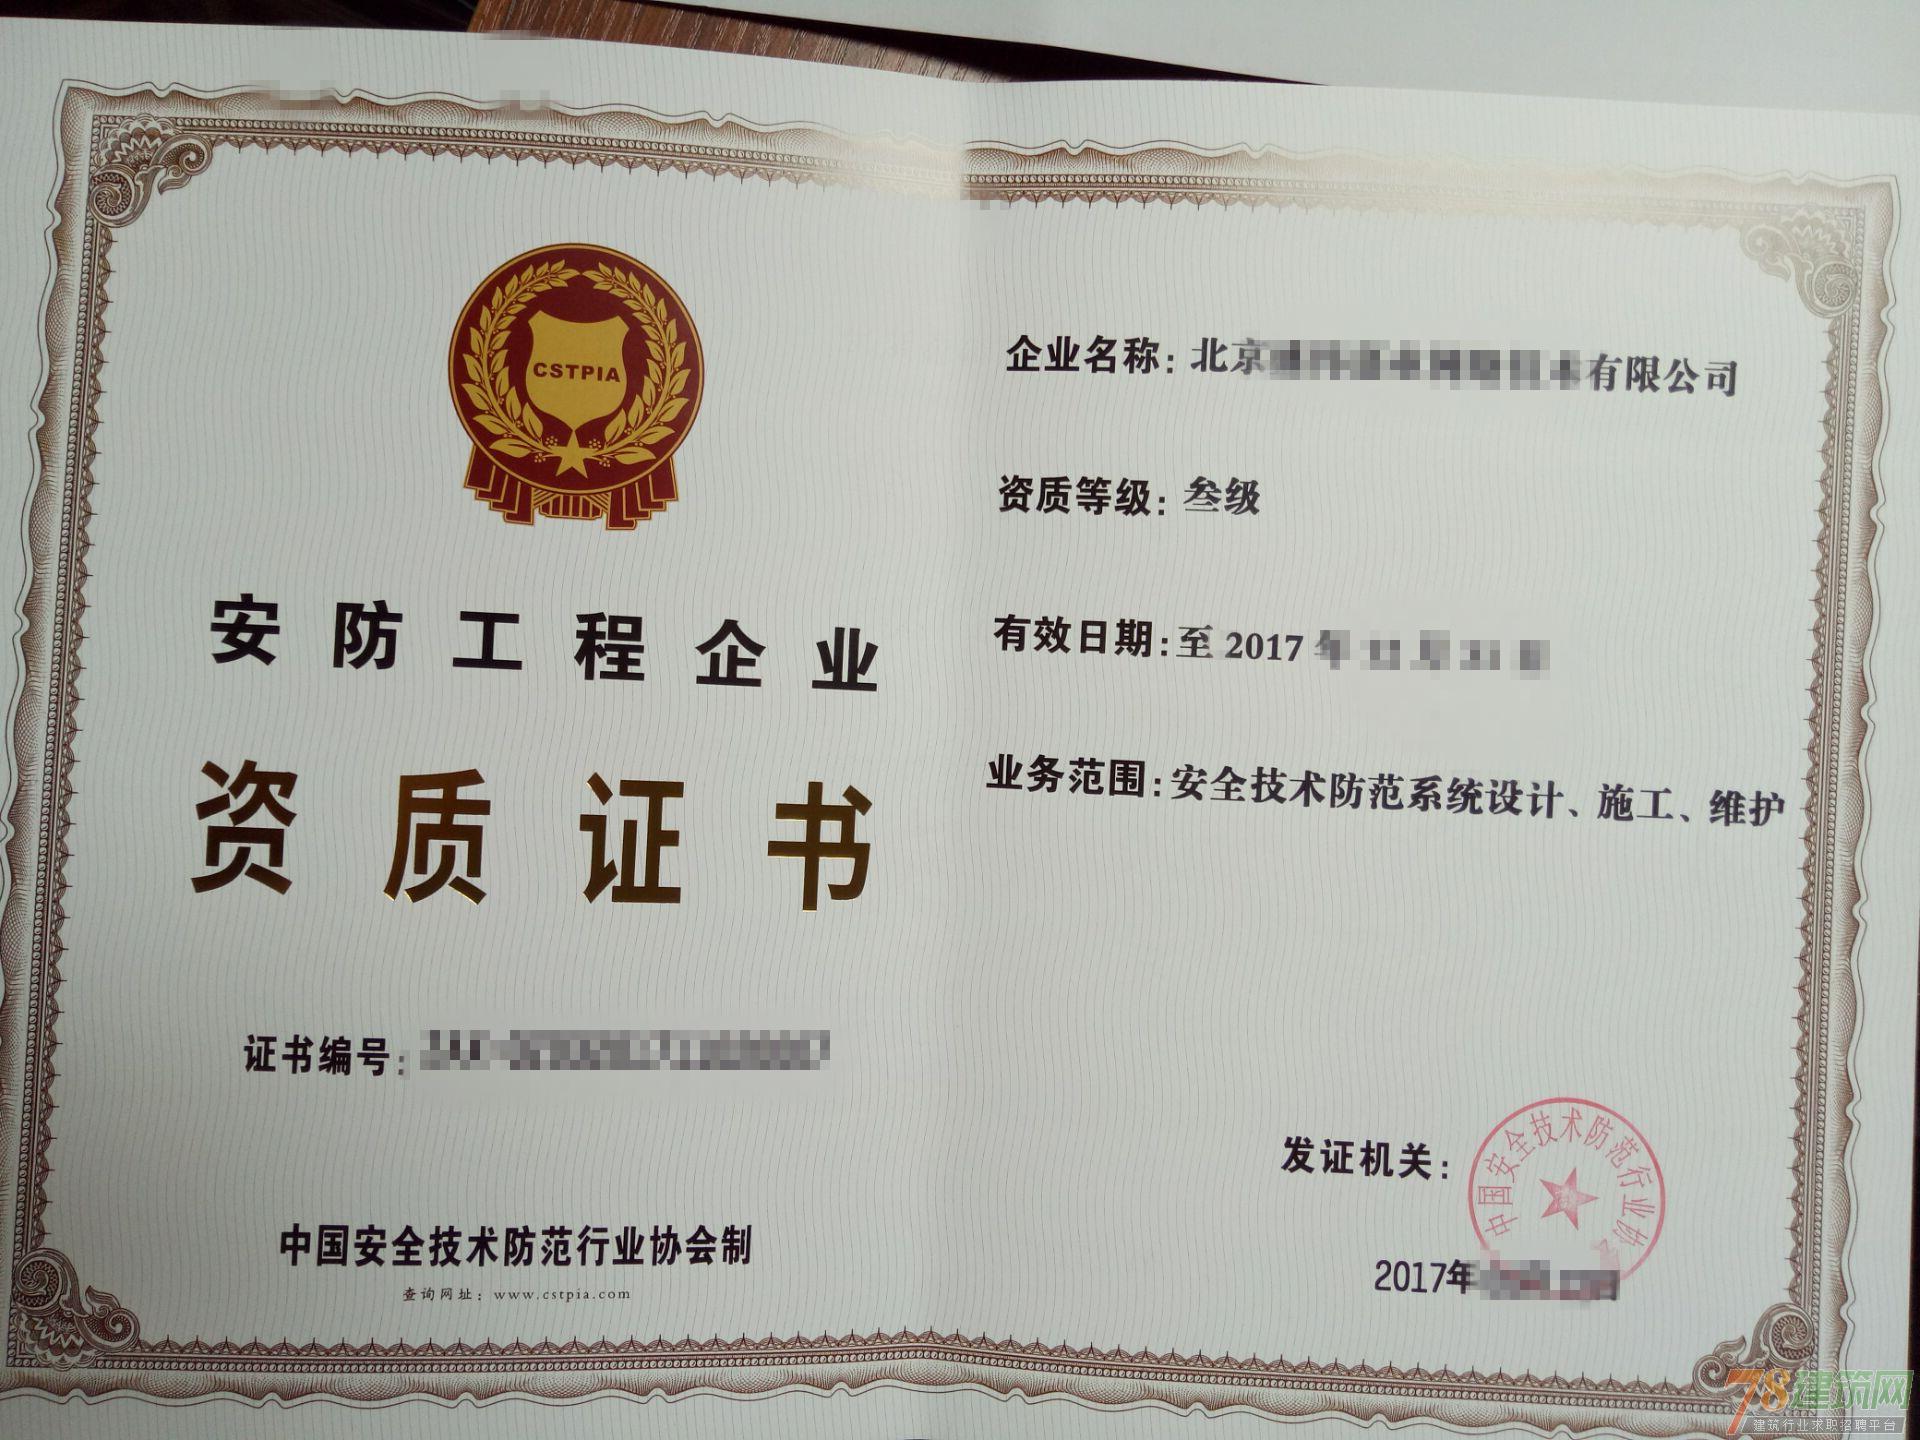 CSTPIA
安防工程企业
资质证书
证书编号:
中国安全技术防范行业协会制
查询网址：www.cstpia.com
企业名称: 北京
有限公司
资质等级: 叁级
有效日期: 至 2017 年
业务范围: 安全技术防范系统设计、施工、维护
发证机关:
中国安全技术防范行业协
2017年
78建筑网
建筑行业求职招聘平台